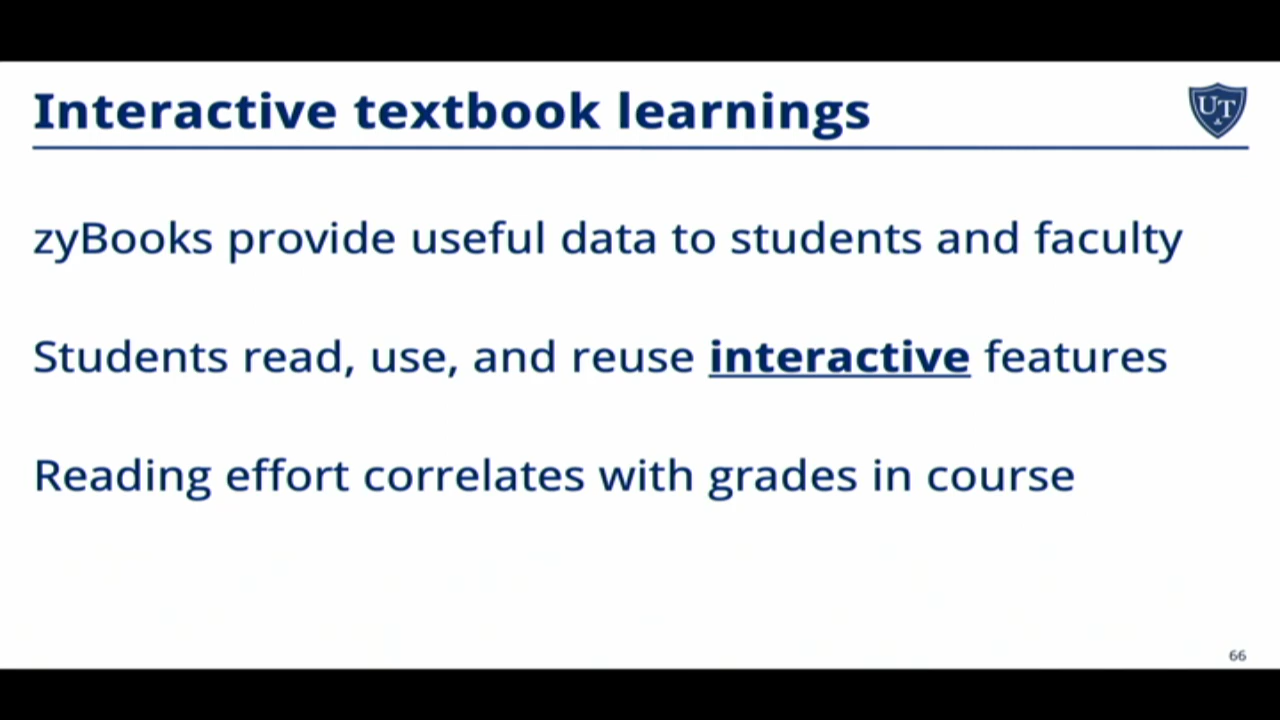 Interactive textbook learnings
UT
zyBooks provide useful data to students and faculty
Students read, use, and reuse interactive features
Reading effort correlates with grades in course
66